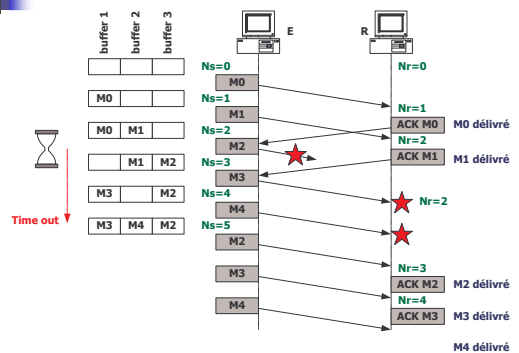 buffer 1 buffer 2 buffer 3
E R
Ns=0 Nr=0
M0
M0 Ns=1 Nr=1
M1 ACK M0 M0 délivré
M0 M1 Ns=2 Nr=2
M2 ACK M1 M1 délivré
M1 M2 Ns=3
M3
M3 M2 Ns=4 Nr=2
M4
Time out
M3 M4 M2 Ns=5
M2
Nr=3
M3 ACK M2 M2 délivré
Nr=4
M4 ACK M3 M3 délivré
M4 délivré